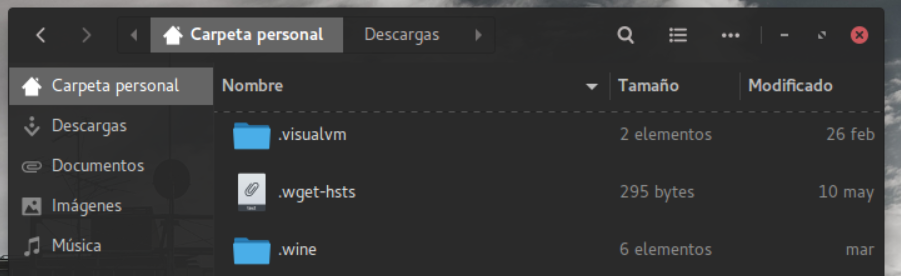 Carpeta personal Descargas
Carpeta personal
Descargas
Documentos
Imágenes
Música
Nombre Tamaño Modificado
.visualvm 2 elementos 26 feb
.wget-hsts 295 bytes 10 may
.wine 6 elementos mar